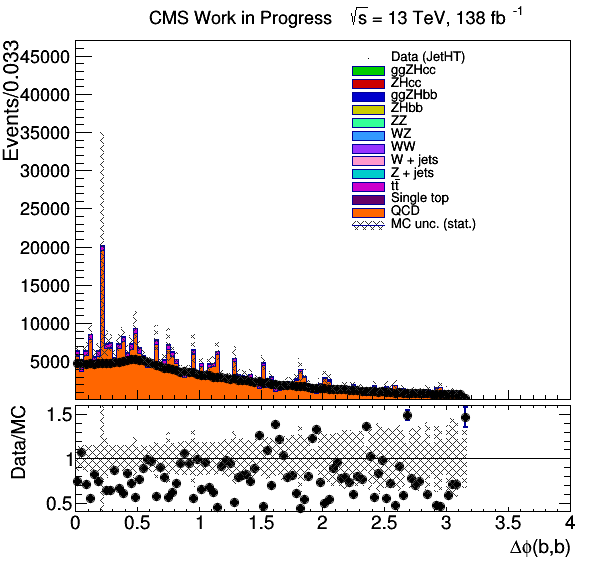 CMS Work in Progress √s = 13 TeV, 138 fb⁻¹
Events/0.033
45000
40000
35000
30000
25000
20000
15000
10000
5000
Data (JetHT)
ggZHcc
ZHcc
ggZHbb
ZHbb
ZZ
WZ
WW
W + jets
Z + jets
tt̄
Single top
QCD
MC unc. (stat.)
Data/MC
1.5
1
0.5
0 0.5 1 1.5 2 2.5 3 3.5 4
Δϕ(b,b)